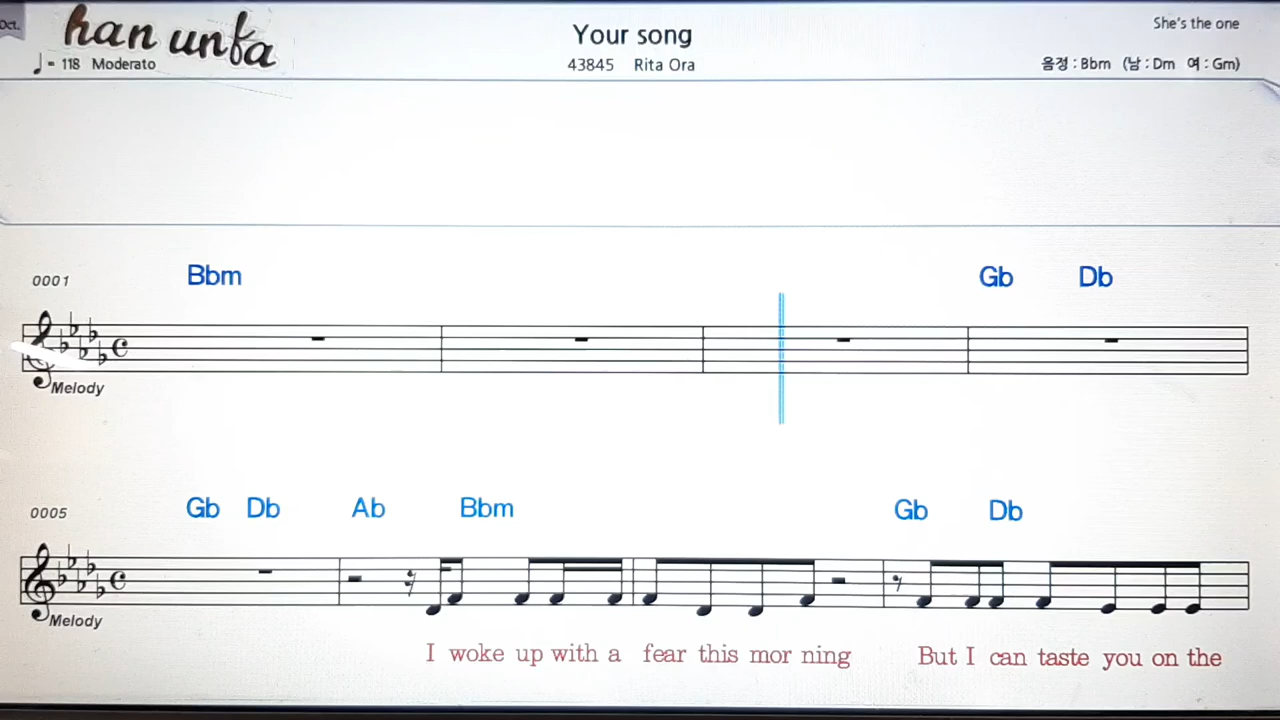 Oct.
han unfa
Your song
She's the one
♩ = 118 Moderato
43845 Rita Ora
음정 : Bbm (남 : Dm 여 : Gm)
0001
Bbm Gb Db
Melody
0005
Gb Db Ab Bbm Gb Db
Melody
I woke up with a fear this mor ning But I can taste you on the